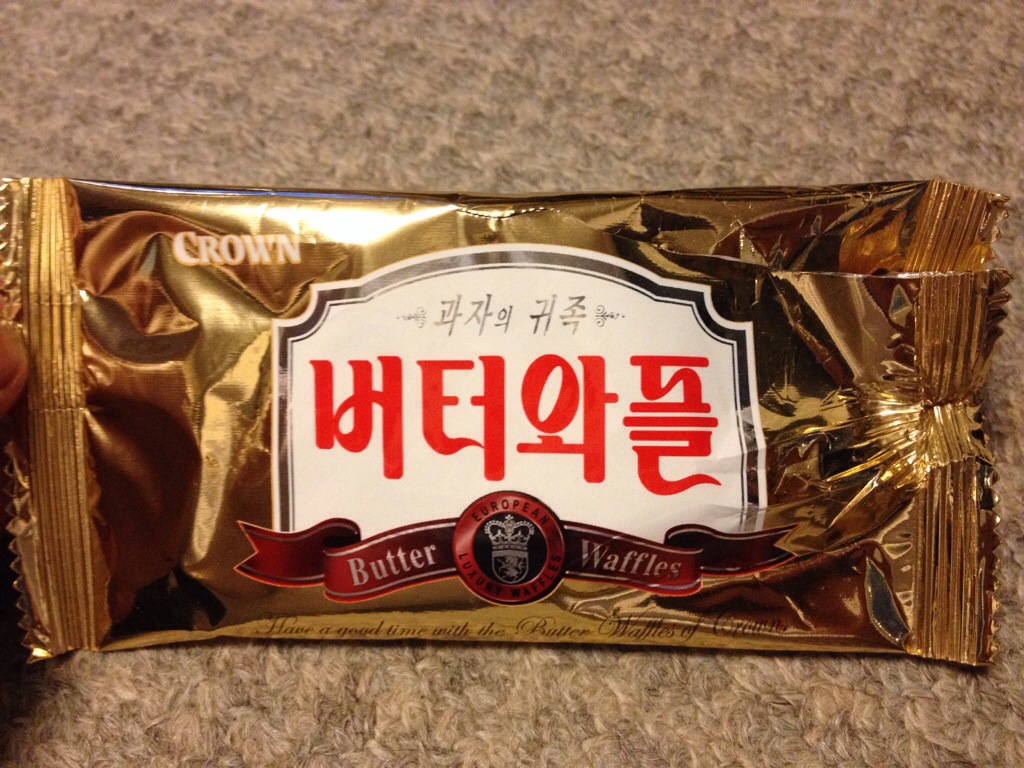 CROWN
과자의 귀족
버터와플
Butter Waffles
EUROPEAN
LUXURY WAFFLES
Have a good time with the Butter Waffles of Crown.